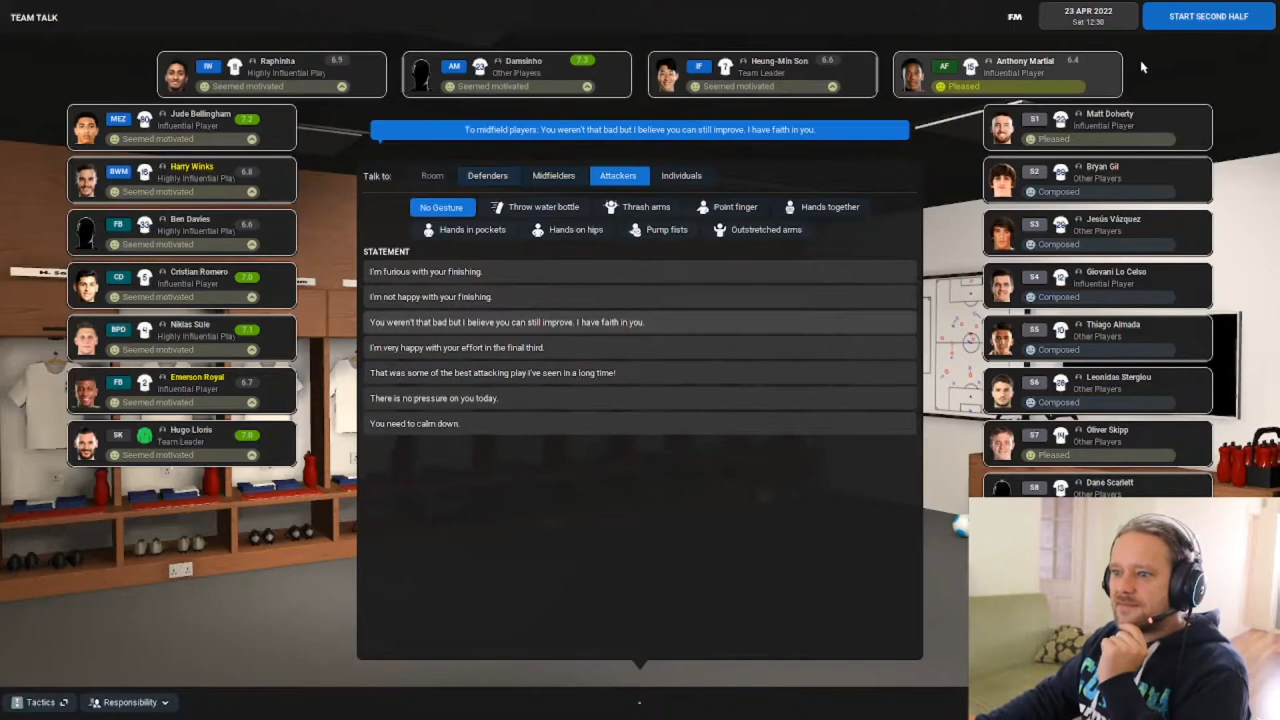 TEAM TALK
FM
23 APR 2022
Sat 12:30
START SECOND HALF
IW Raphinha 6.9
Highly Influential Play
Seemed motivated
AM 23 Damsinho 7.3
Other Players
Seemed motivated
IF 7 Heung-Min Son 6.6
Team Leader
Seemed motivated
AF 15 Anthony Martial 6.4
Influential Player
Pleased
MEZ 90 Jude Bellingham 7.2
Influential Player
Seemed motivated
BWM Harry Winks 6.8
Highly Influential Play
Seemed motivated
FB 33 Ben Davies 6.6
Highly Influential Play
Seemed motivated
CD Cristian Romero 7.0
Influential Player
Seemed motivated
BPD 4 Niklas Süle 7.1
Highly Influential Play
Seemed motivated
FB 2 Emerson Royal 6.7
Influential Player
Seemed motivated
SK Hugo Lloris 7.0
Team Leader
Seemed motivated
To midfield players: You weren't that bad but I believe you can still improve. I have faith in you.
Talk to: Room Defenders Midfielders Attackers Individuals
No Gesture Throw water bottle Thrash arms Point finger Hands together
Hands in pockets Hands on hips Pump fists Outstretched arms
STATEMENT
I'm furious with your finishing.
I'm not happy with your finishing.
You weren't that bad but I believe you can still improve. I have faith in you.
I'm very happy with your effort in the final third.
That was some of the best attacking play I've seen in a long time!
There is no pressure on you today.
You need to calm down.
S1 Matt Doherty
Influential Player
Pleased
S2 Bryan Gil
Other Players
Composed
S3 Jesús Vázquez
Other Players
Composed
S4 Giovani Lo Celso
Influential Player
Composed
S5 10 Thiago Almada
Other Players
Composed
S6 Leonidas Stergiou
Other Players
Composed
S7 Oliver Skipp
Other Players
Pleased
S8 Dane Scarlett
Other Players
Tactics Responsibility